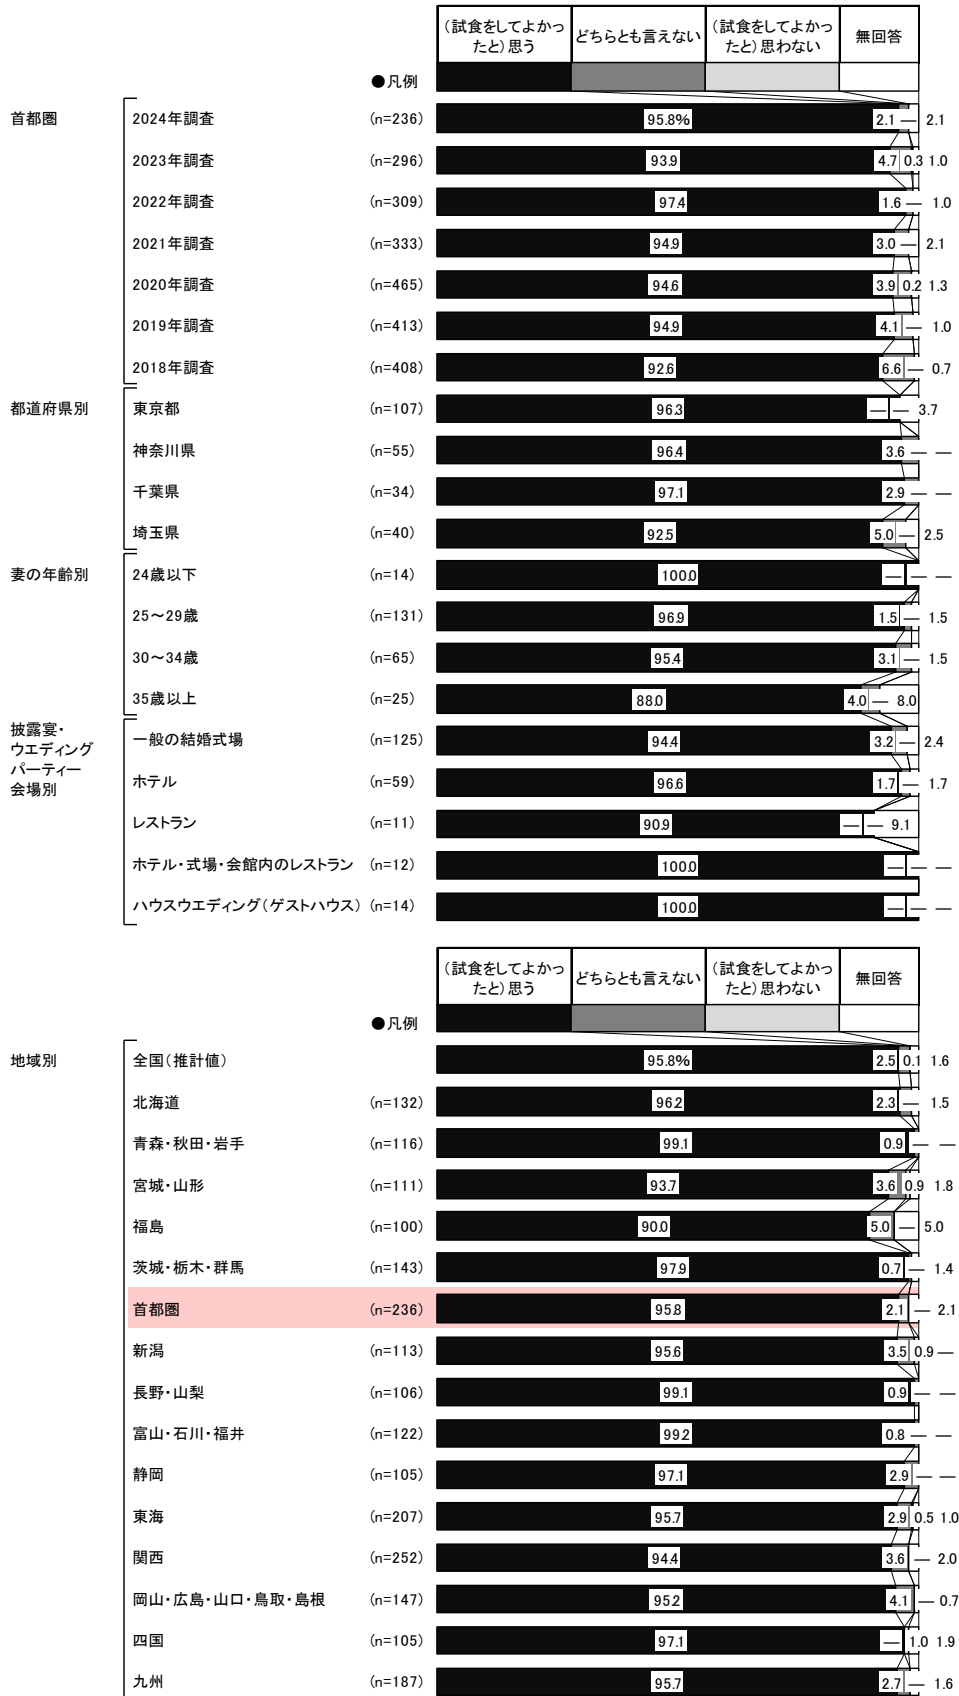 (試食をしてよかっ
たと)思う
どちらとも言えない
(試食をしてよかっ
たと)思わない
無回答
●凡例
首都圏
2024年調査 (n=236) 95.8% 2.1 — 2.1
2023年調査 (n=296) 93.9 4.7 0.3 1.0
2022年調査 (n=309) 97.4 1.6 — 1.0
2021年調査 (n=333) 94.9 3.0 — 2.1
2020年調査 (n=465) 94.6 3.9 0.2 1.3
2019年調査 (n=413) 94.9 4.1 — 1.0
2018年調査 (n=408) 92.6 6.6 — 0.7
都道府県別
東京都 (n=107) 96.3 — — 3.7
神奈川県 (n=55) 96.4 3.6 — —
千葉県 (n=34) 97.1 2.9 — —
埼玉県 (n=40) 92.5 5.0 — 2.5
妻の年齢別
24歳以下 (n=14) 100.0 — — —
25～29歳 (n=131) 96.9 1.5 — 1.5
30～34歳 (n=65) 95.4 3.1 — 1.5
35歳以上 (n=25) 88.0 4.0 — 8.0
披露宴・
ウエディング
パーティー
会場別
一般の結婚式場 (n=125) 94.4 3.2 — 2.4
ホテル (n=59) 96.6 1.7 — 1.7
レストラン (n=11) 90.9 — — 9.1
ホテル・式場・会館内のレストラン (n=12) 100.0 — — —
ハウスウエディング(ゲストハウス) (n=14) 100.0 — — —
(試食をしてよかっ
たと)思う
どちらとも言えない
(試食をしてよかっ
たと)思わない
無回答
●凡例
地域別
全国(推計値) 95.8% 2.5 0.1 1.6
北海道 (n=132) 96.2 2.3 — 1.5
青森・秋田・岩手 (n=116) 99.1 0.9 — —
宮城・山形 (n=111) 93.7 3.6 0.9 1.8
福島 (n=100) 90.0 5.0 — 5.0
茨城・栃木・群馬 (n=143) 97.9 0.7 — 1.4
首都圏 (n=236) 95.8 2.1 — 2.1
新潟 (n=113) 95.6 3.5 0.9 —
長野・山梨 (n=106) 99.1 0.9 — —
富山・石川・福井 (n=122) 99.2 0.8 — —
静岡 (n=105) 97.1 2.9 — —
東海 (n=207) 95.7 2.9 0.5 1.0
関西 (n=252) 94.4 3.6 — 2.0
岡山・広島・山口・鳥取・島根 (n=147) 95.2 4.1 — 0.7
四国 (n=105) 97.1 — 1.0 1.9
九州 (n=187) 95.7 2.7 — 1.6